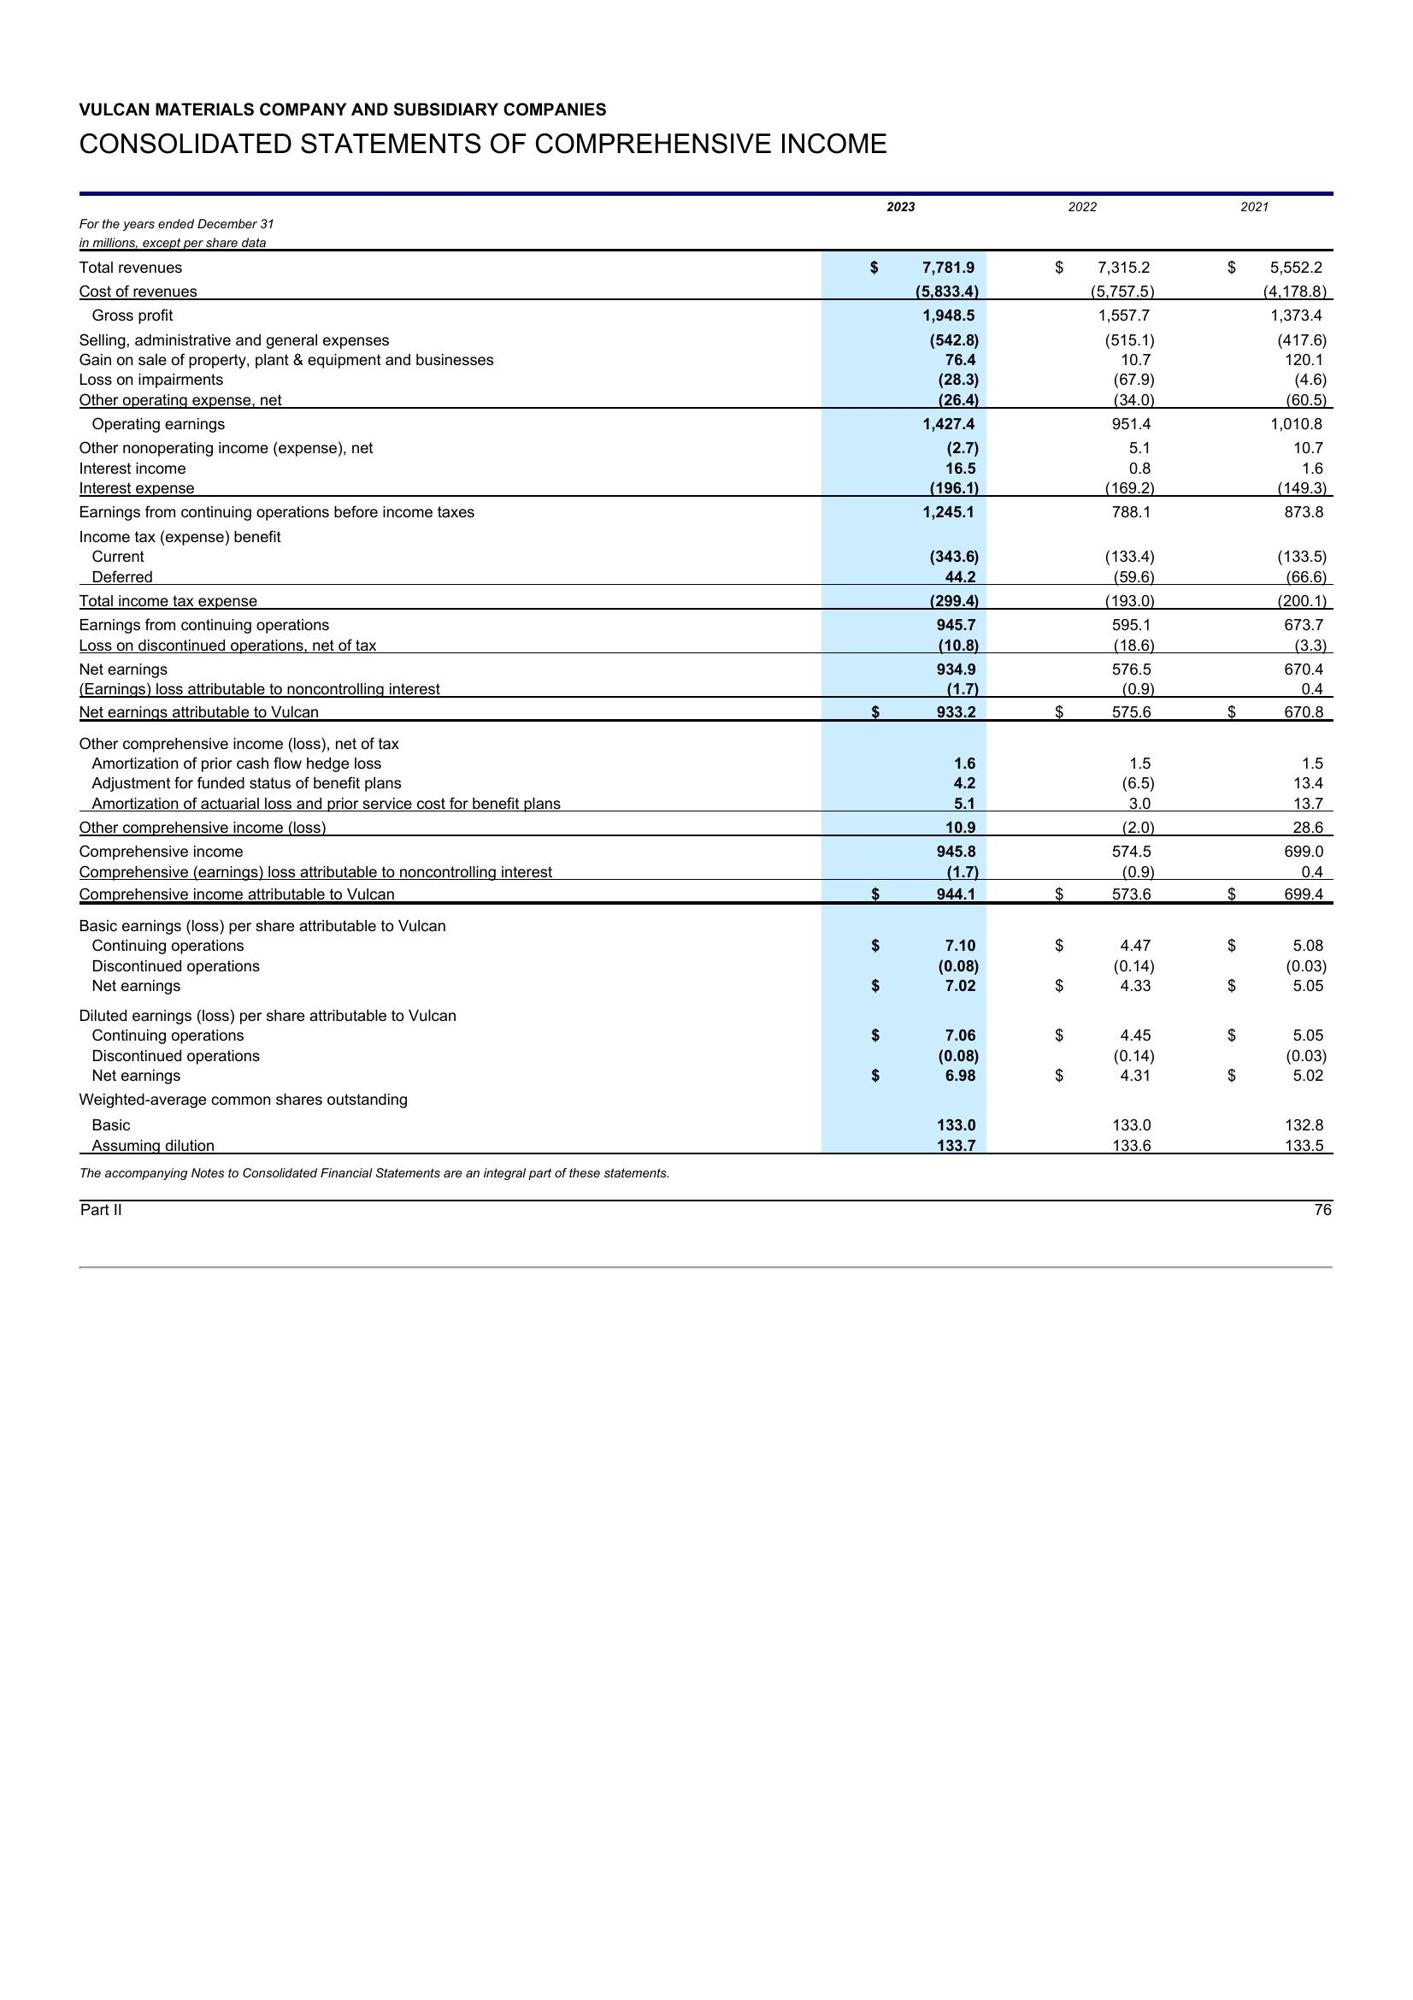 VULCAN MATERIALS COMPANY AND SUBSIDIARY COMPANIES
CONSOLIDATED STATEMENTS OF COMPREHENSIVE INCOME
2023 2022 2021
For the years ended December 31
in millions, except per share data
Total revenues $ 7,781.9 $ 7,315.2 $ 5,552.2
Cost of revenues (5,833.4) (5,757.5) (4,178.8)
Gross profit 1,948.5 1,557.7 1,373.4
Selling, administrative and general expenses (542.8) (515.1) (417.6)
Gain on sale of property, plant & equipment and businesses 76.4 10.7 120.1
Loss on impairments (28.3) (67.9) (4.6)
Other operating expense, net (26.4) (34.0) (60.5)
Operating earnings 1,427.4 951.4 1,010.8
Other nonoperating income (expense), net (2.7) 5.1 10.7
Interest income 16.5 0.8 1.6
Interest expense (196.1) (169.2) (149.3)
Earnings from continuing operations before income taxes 1,245.1 788.1 873.8
Income tax (expense) benefit
Current (343.6) (133.4) (133.5)
Deferred 44.2 (59.6) (66.6)
Total income tax expense (299.4) (193.0) (200.1)
Earnings from continuing operations 945.7 595.1 673.7
Loss on discontinued operations, net of tax (10.8) (18.6) (3.3)
Net earnings 934.9 576.5 670.4
(Earnings) loss attributable to noncontrolling interest (1.7) (0.9) 0.4
Net earnings attributable to Vulcan $ 933.2 $ 575.6 $ 670.8
Other comprehensive income (loss), net of tax
Amortization of prior cash flow hedge loss 1.6 1.5 1.5
Adjustment for funded status of benefit plans 4.2 (6.5) 13.4
Amortization of actuarial loss and prior service cost for benefit plans 5.1 3.0 13.7
Other comprehensive income (loss) 10.9 (2.0) 28.6
Comprehensive income 945.8 574.5 699.0
Comprehensive (earnings) loss attributable to noncontrolling interest (1.7) (0.9) 0.4
Comprehensive income attributable to Vulcan $ 944.1 $ 573.6 $ 699.4
Basic earnings (loss) per share attributable to Vulcan
Continuing operations $ 7.10 $ 4.47 $ 5.08
Discontinued operations (0.08) (0.14) (0.03)
Net earnings $ 7.02 $ 4.33 $ 5.05
Diluted earnings (loss) per share attributable to Vulcan
Continuing operations $ 7.06 $ 4.45 $ 5.05
Discontinued operations (0.08) (0.14) (0.03)
Net earnings $ 6.98 $ 4.31 $ 5.02
Weighted-average common shares outstanding
Basic 133.0 133.0 132.8
Assuming dilution 133.7 133.6 133.5
The accompanying Notes to Consolidated Financial Statements are an integral part of these statements.
Part II 76